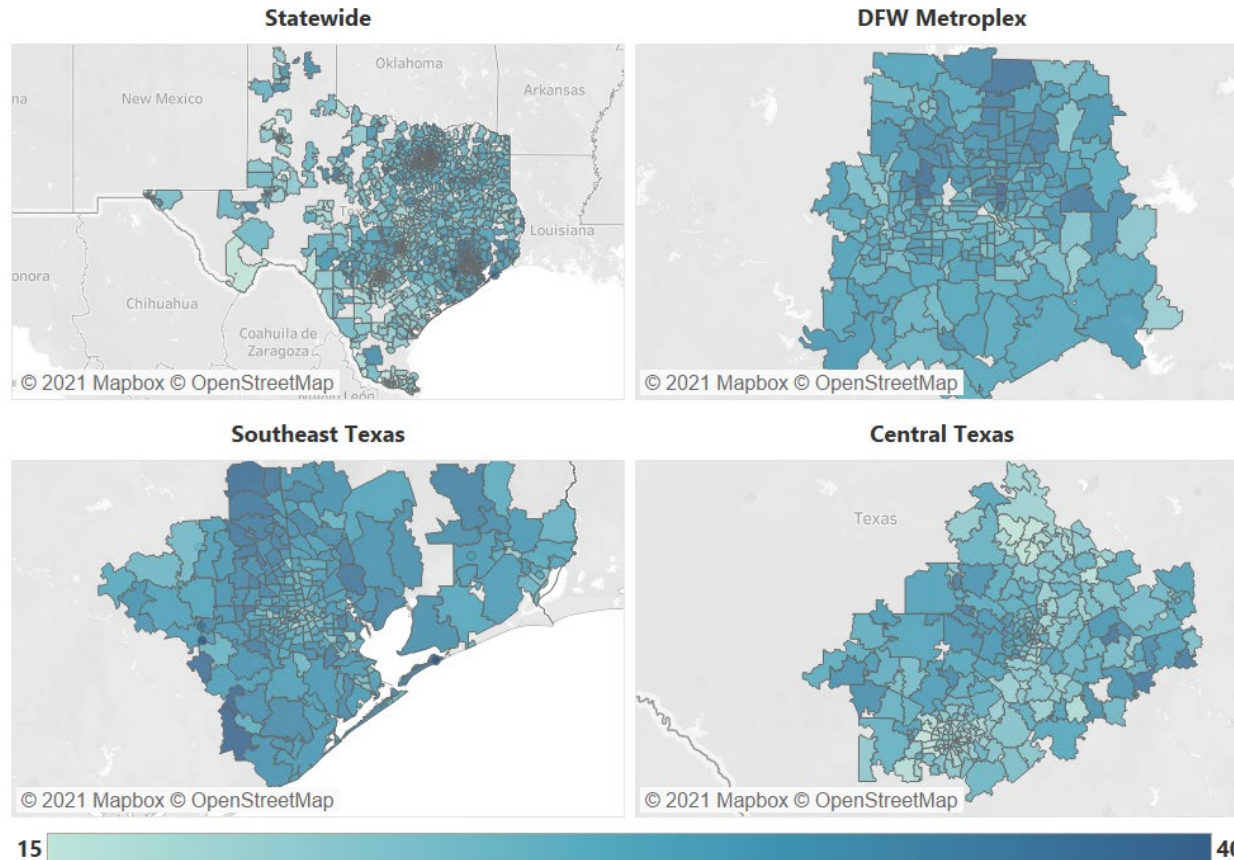 Statewide
DFW Metroplex
Oklahoma
New Mexico
Arkansas
Louisiana
Chihuahua
Coahuila de
Zaragoza
© 2021 Mapbox © OpenStreetMap
© 2021 Mapbox © OpenStreetMap
Southeast Texas
Central Texas
Texas
© 2021 Mapbox © OpenStreetMap
© 2021 Mapbox © OpenStreetMap
15
40